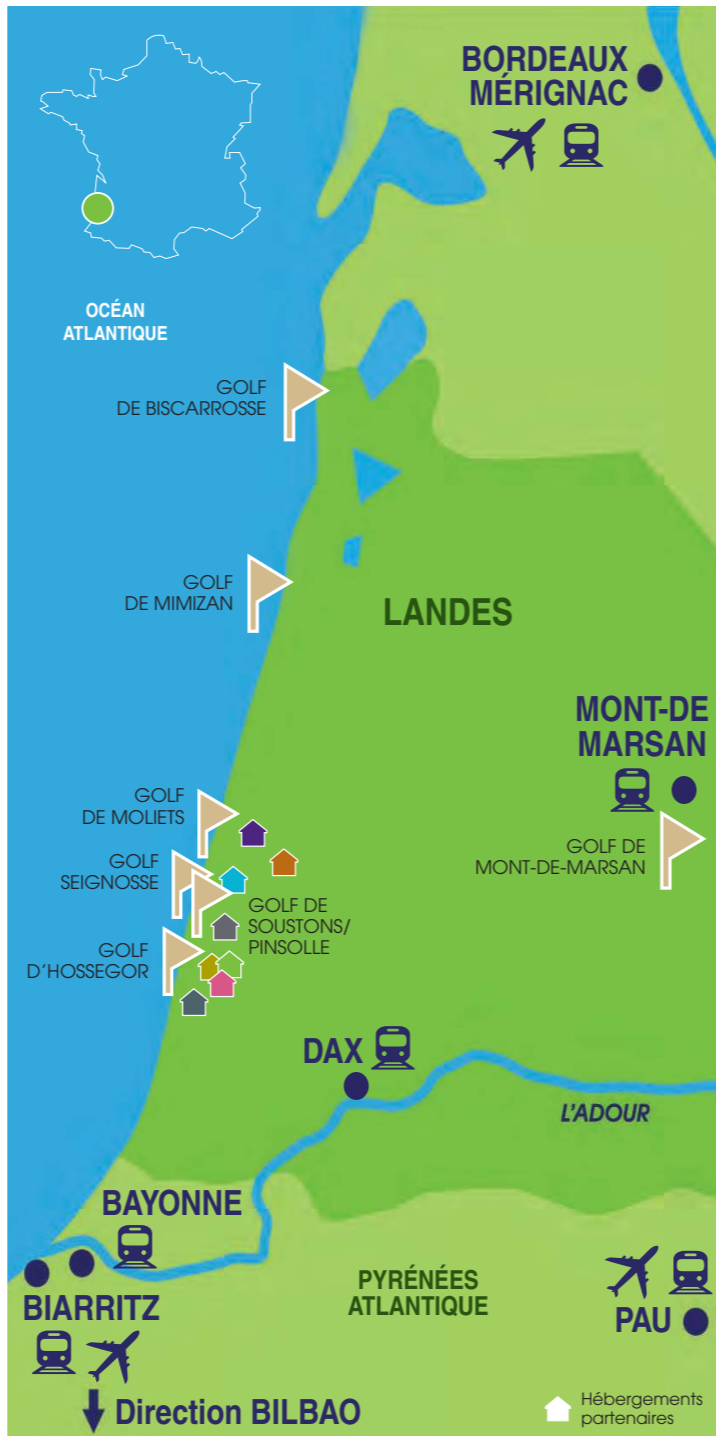 BORDEAUX
MÉRIGNAC
OCÉAN
ATLANTIQUE
GOLF
DE BISCARROSSE
GOLF
DE MIMIZAN
LANDES
MONT-DE
MARSAN
GOLF
DE MOLIETS
GOLF DE
MONT-DE-MARSAN
GOLF
SEIGNOSSE
GOLF DE
SOUSTONS/
PINSOLLE
GOLF
D'HOSSEGOR
DAX
L'ADOUR
BAYONNE
PYRÉNÉES
ATLANTIQUE
BIARRITZ
PAU
Direction BILBAO
Hébergements
partenaires